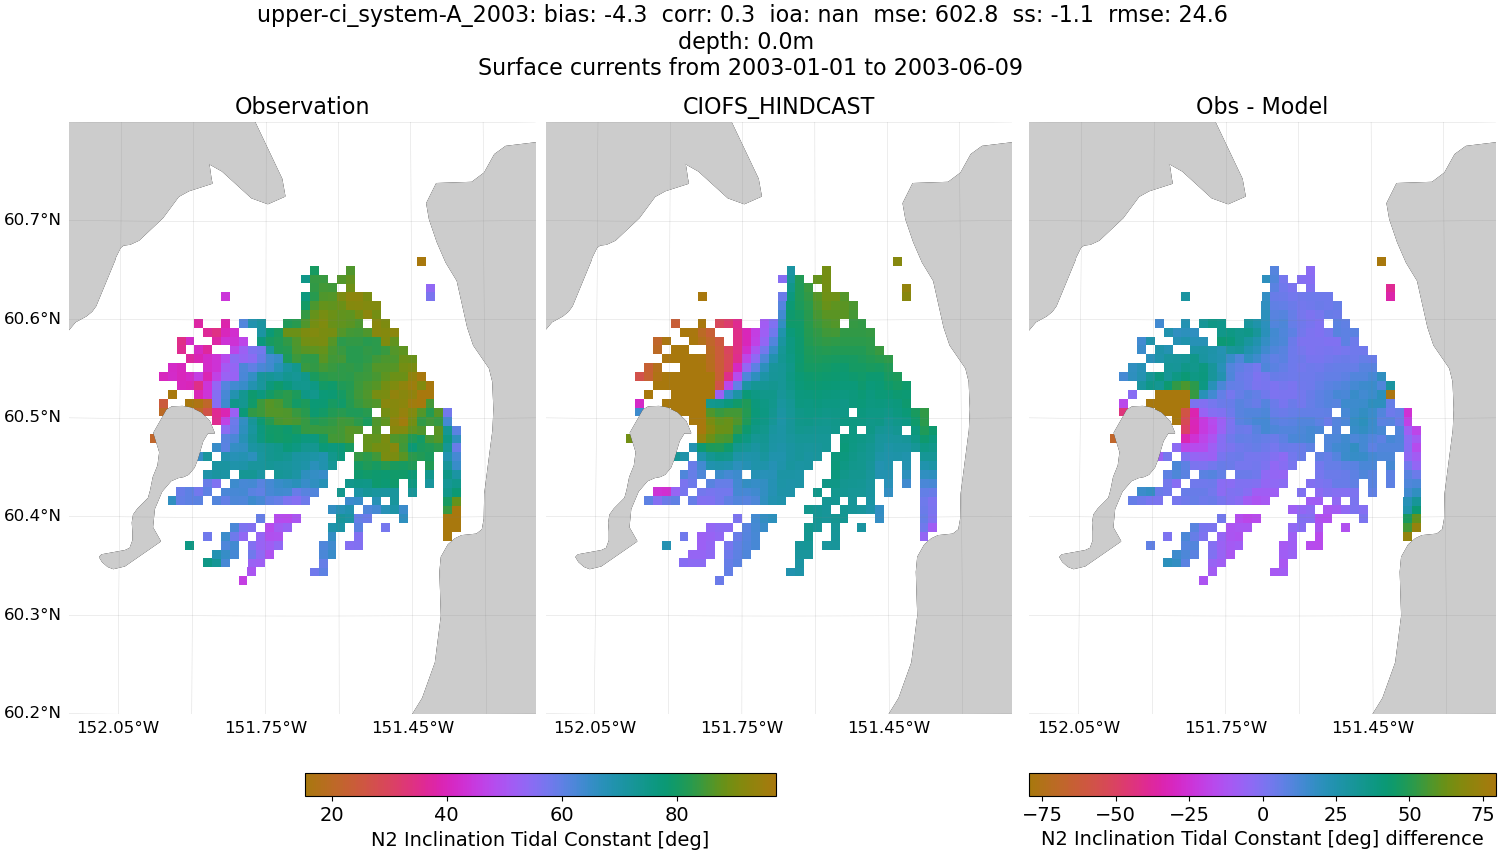 upper-ci_system-A_2003: bias: -4.3  corr: 0.3  ioa: nan  mse: 602.8  ss: -1.1  rmse: 24.6
depth: 0.0m
Surface currents from 2003-01-01 to 2003-06-09
Observation
CIOFS_HINDCAST
Obs - Model
60.7°N
60.6°N
60.5°N
60.4°N
60.3°N
60.2°N
152.05°W 151.75°W 151.45°W
152.05°W 151.75°W 151.45°W
152.05°W 151.75°W 151.45°W
20 40 60 80
N2 Inclination Tidal Constant [deg]
−75 −50 −25 0 25 50 75
N2 Inclination Tidal Constant [deg] difference